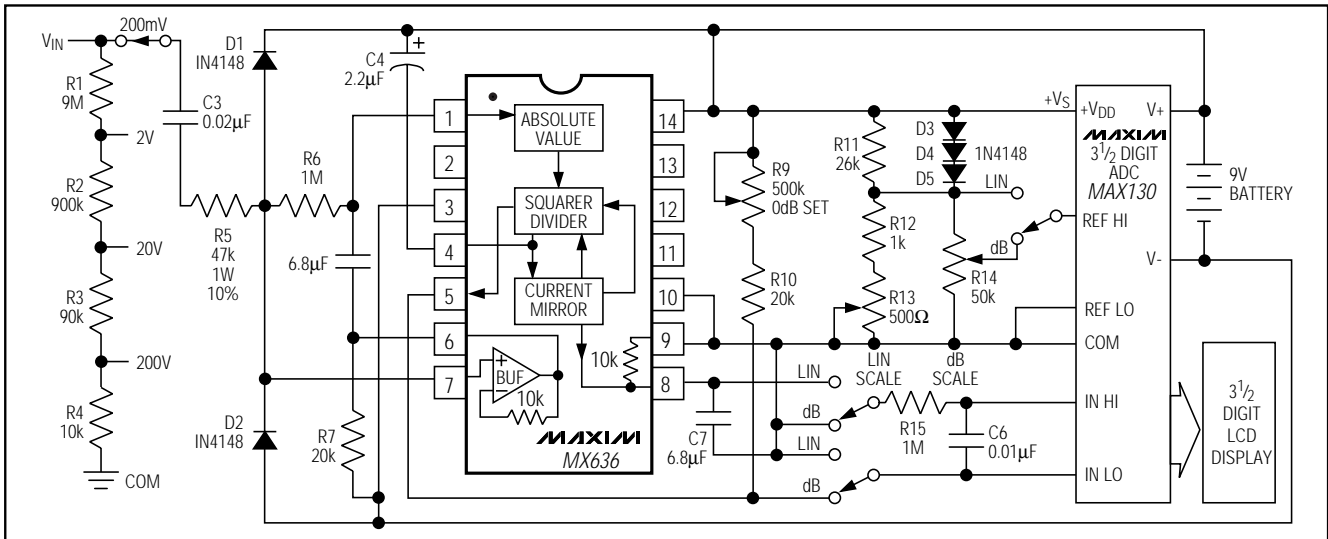 VIN
200mV
R1
9M
2V
R2
900k
20V
R3
90k
200V
R4
10k
COM
C3
0.02µF
D1
IN4148
R5
47k
1W
10%
R6
1M
D2
IN4148
6.8µF
R7
20k
C4
+
2.2µF
1
2
3
4
5
6
7
ABSOLUTE
VALUE
SQUARER
DIVIDER
CURRENT
MIRROR
+
BUF
−
10k
10k
MAXIM
MX636
14
13
12
11
10
9
8
R9
500k
0dB SET
R10
20k
R11
26k
R12
1k
R13
500Ω
D3
D4
D5
1N4148
LIN
dB
R14
50k
C7
6.8µF
LIN
dB
LIN
dB
LIN
SCALE
dB
SCALE
R15
1M
C6
0.01µF
+VS
+VDD
V+
MAXIM
3 1/2 DIGIT
ADC
MAX130
REF HI
V-
REF LO
COM
IN HI
IN LO
9V
BATTERY
3 1/2
DIGIT
LCD
DISPLAY